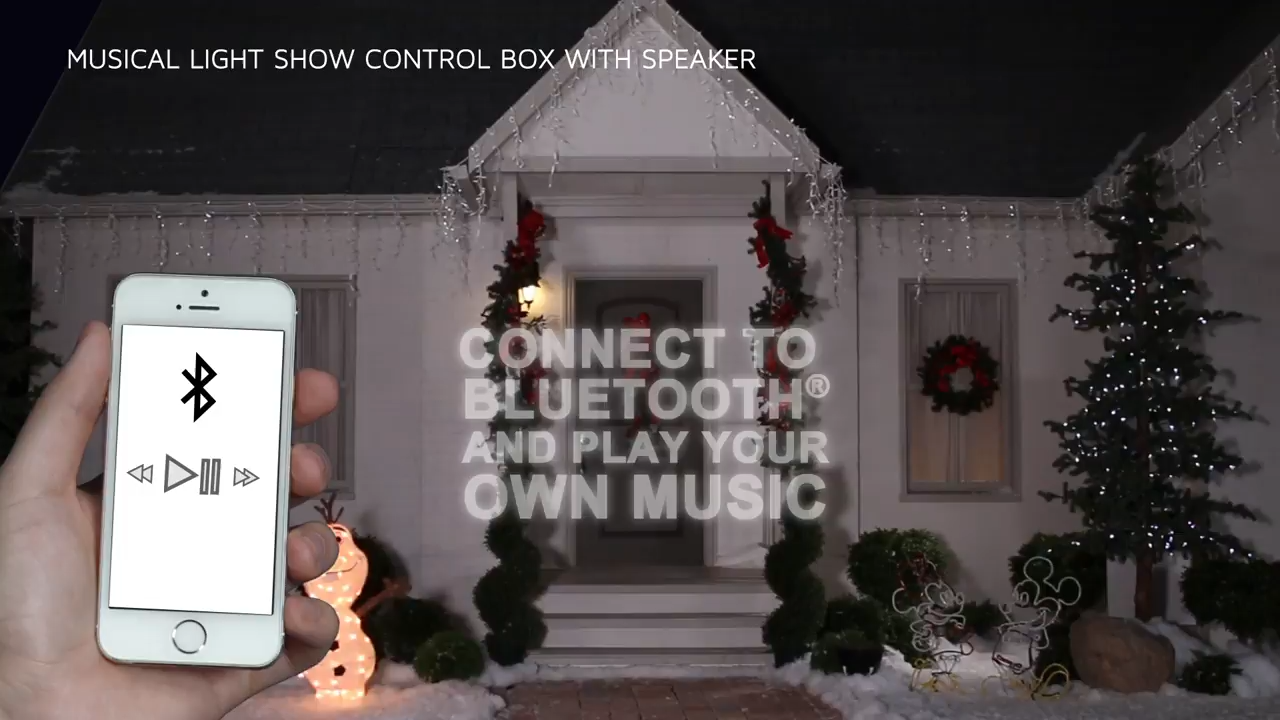 MUSICAL LIGHT SHOW CONTROL BOX WITH SPEAKER
CONNECT TO
BLUETOOTH®
AND PLAY YOUR
OWN MUSIC